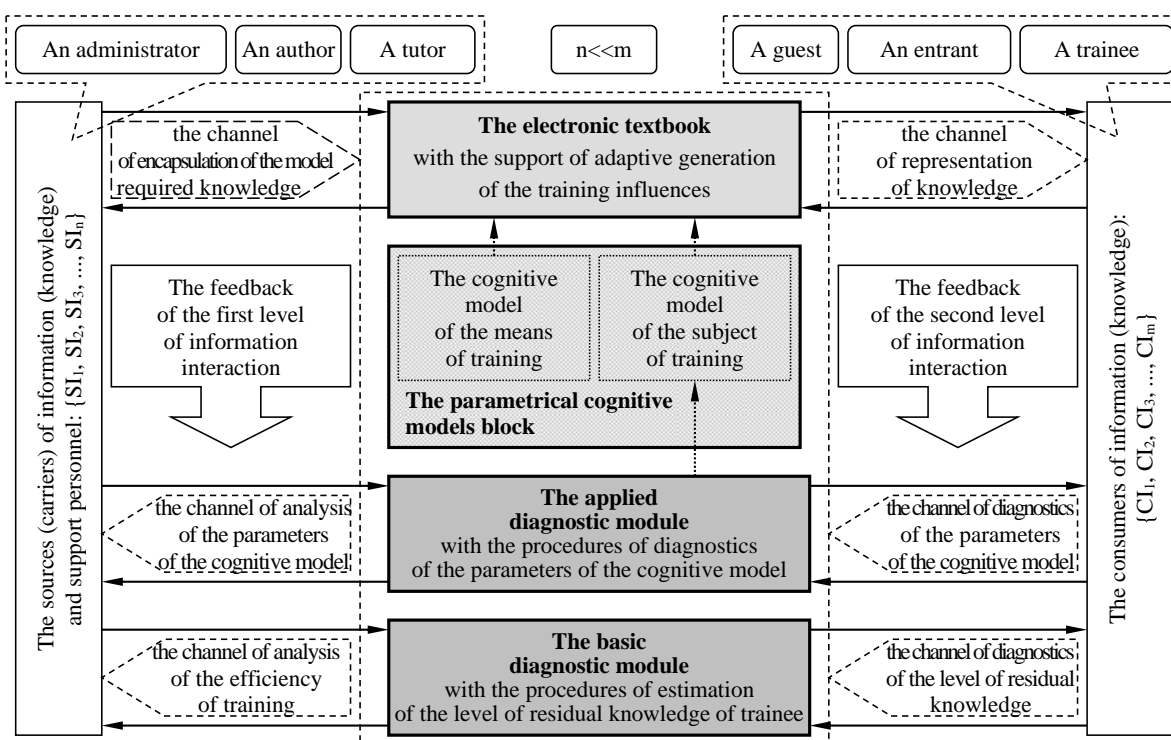 An administrator
An author
A tutor
n<<m
A guest
An entrant
A trainee
The sources (carriers) of information (knowledge)
and support personnel: {SI₁, SI₂, SI₃, ..., SIₙ}
the channel
of encapsulation of the model
required knowledge
The electronic textbook
with the support of adaptive generation
of the training influences
the channel
of representation
of knowledge
The feedback
of the first level
of information
interaction
The cognitive
model
of the means
of training
The cognitive
model
of the subject
of training
The parametrical cognitive
models block
The feedback
of the second level
of information
interaction
the channel of analysis
of the parameters
of the cognitive model
The applied
diagnostic module
with the procedures of diagnostics
of the parameters of the cognitive model
the channel of diagnostics
of the parameters
of the cognitive model
the channel of analysis
of the efficiency
of training
The basic
diagnostic module
with the procedures of estimation
of the level of residual knowledge of trainee
the channel of diagnostics
of the level of residual
knowledge
The consumers of information (knowledge):
{CI₁, CI₂, CI₃, ..., CIₘ}